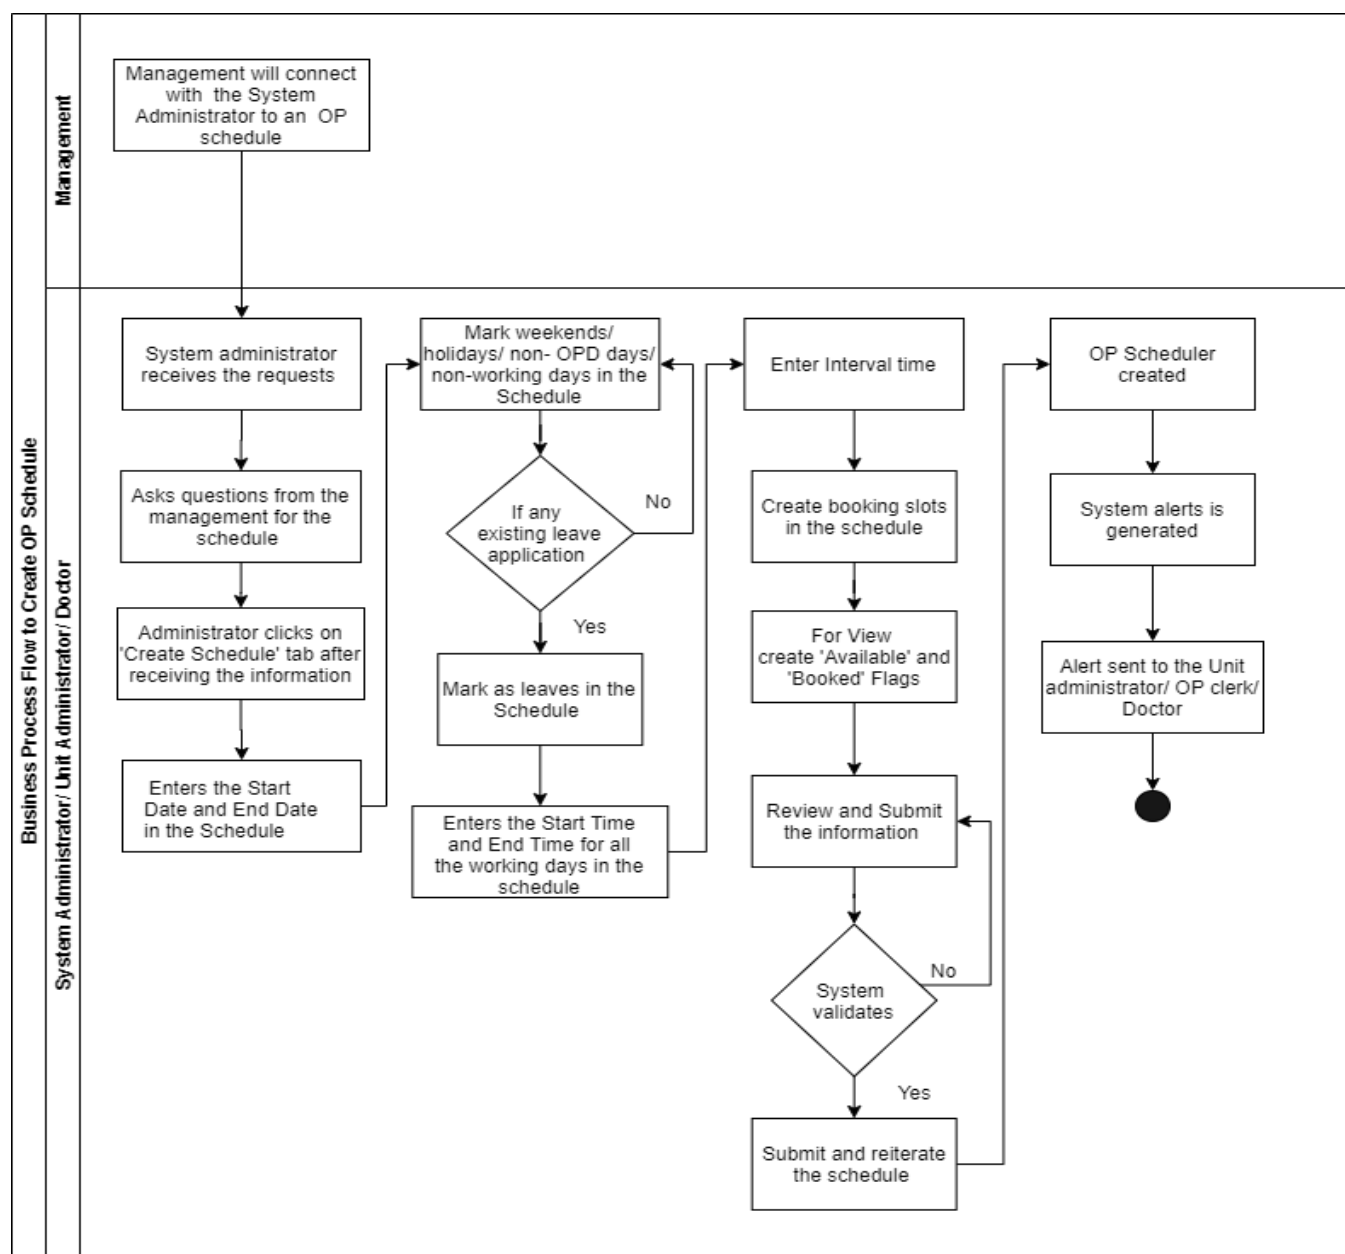 Business Process Flow to Create OP Schedule
Management
Management will connect
with the System
Administrator to an OP
schedule
System Administrator/ Unit Administrator/ Doctor
System administrator
receives the requests
Asks questions from the
management for the
schedule
Administrator clicks on
'Create Schedule' tab after
receiving the information
Enters the Start
Date and End Date
in the Schedule
Mark weekends/
holidays/ non- OPD days/
non-working days in the
Schedule
If any
existing leave
application
No
Yes
Mark as leaves in the
Schedule
Enters the Start Time
and End Time for all
the working days in the
schedule
Enter Interval time
Create booking slots
in the schedule
For View
create 'Available' and
'Booked' Flags
Review and Submit
the information
System
validates
No
Yes
Submit and reiterate
the schedule
OP Scheduler
created
System alerts is
generated
Alert sent to the Unit
administrator/ OP clerk/
Doctor